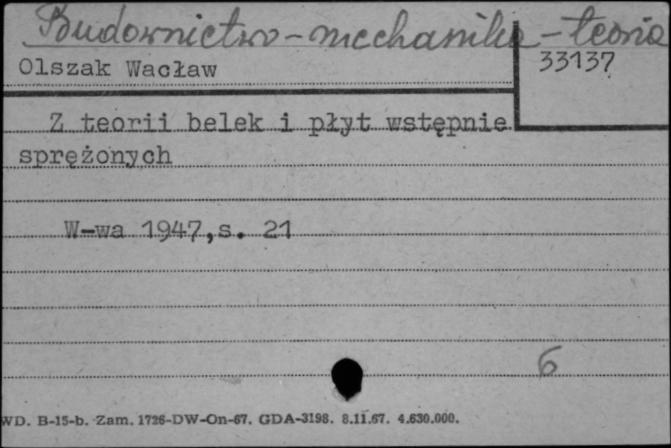 Budownictwo - mechanika - teoria
Olszak Wacław
33137
Z teorii belek i płyt wstępnie
sprężonych
W-wa 1947,s. 21
6
WD. B-15-b. Zam. 1726-DW-On-67. GDA-3198. 8.11.67. 4.630.000.